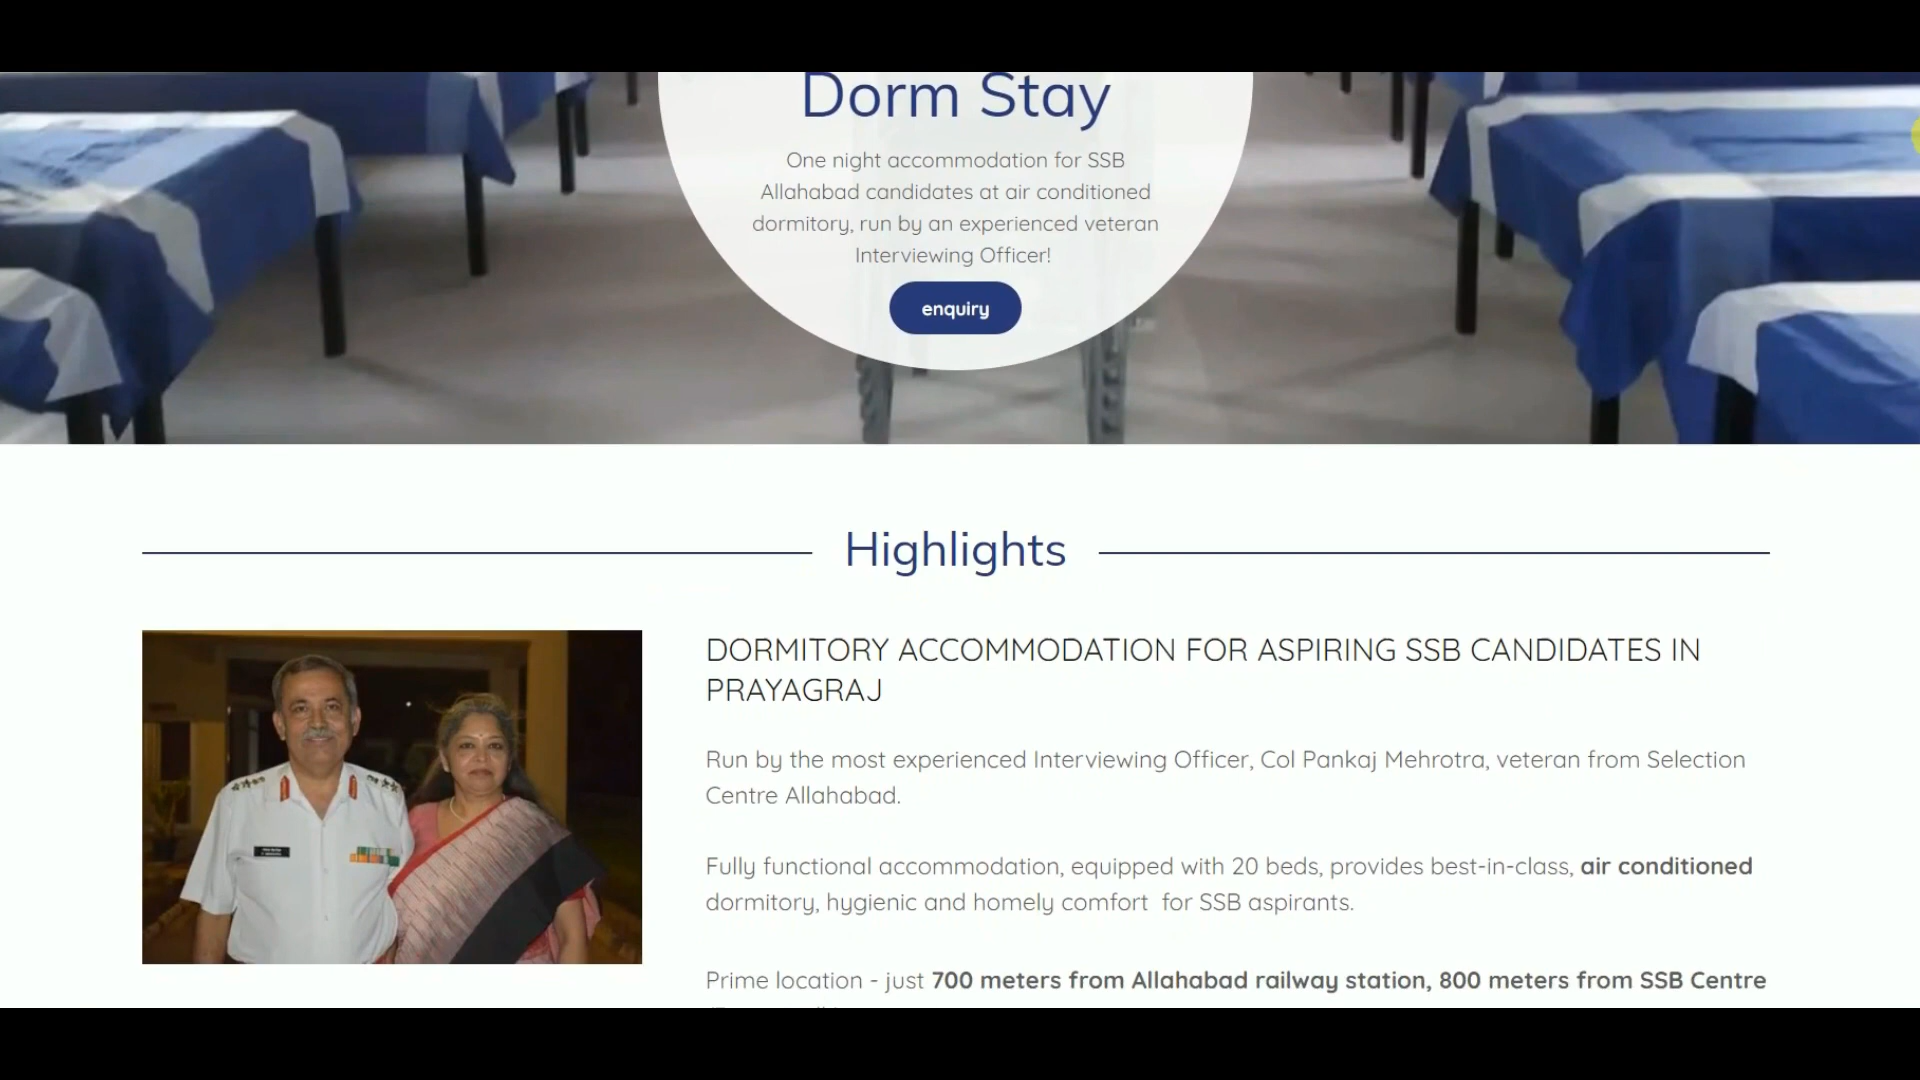 Dorm Stay
One night accommodation for SSB
Allahabad candidates at air conditioned
dormitory, run by an experienced veteran
Interviewing Officer!
enquiry
Highlights
DORMITORY ACCOMMODATION FOR ASPIRING SSB CANDIDATES IN
PRAYAGRAJ
Run by the most experienced Interviewing Officer, Col Pankaj Mehrotra, veteran from Selection
Centre Allahabad.
Fully functional accommodation, equipped with 20 beds, provides best-in-class, air conditioned
dormitory, hygienic and homely comfort for SSB aspirants.
Prime location - just 700 meters from Allahabad railway station, 800 meters from SSB Centre